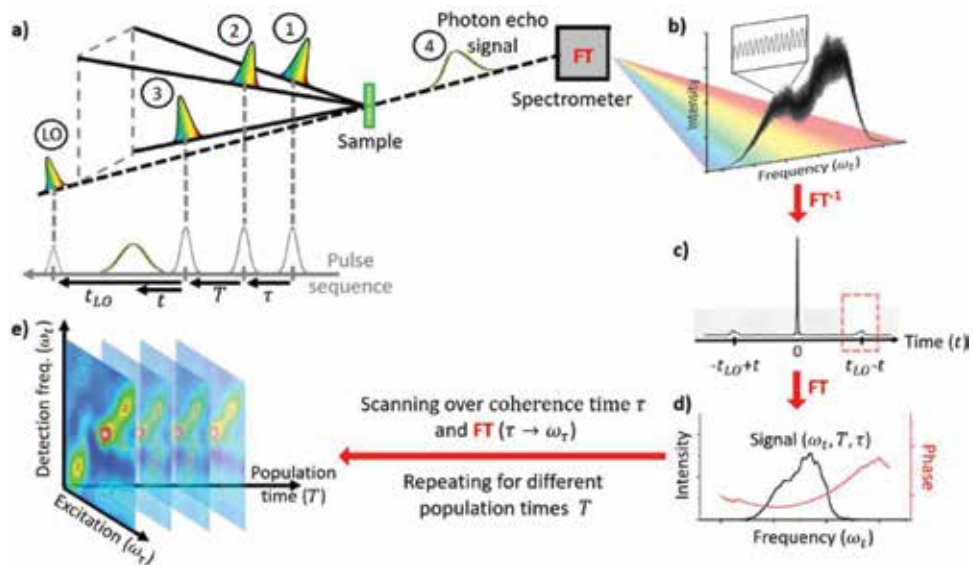 a)
1
2
3
4
LO
Photon echo
signal
FT
Spectrometer
Sample
Pulse
sequence
t_LO
t
T
τ
b)
Intensity
Frequency (ω_t)
FT⁻¹
c)
-t_LO+t
0
t_LO-t
Time (t)
FT
d)
Signal (ω_t, T, τ)
Intensity
Phase
Frequency (ω_t)
Scanning over coherence time τ
and FT (τ → ω_τ)
Repeating for different
population times T
e)
Detection freq. (ω_t)
Excitation (ω_τ)
Population
time (T)